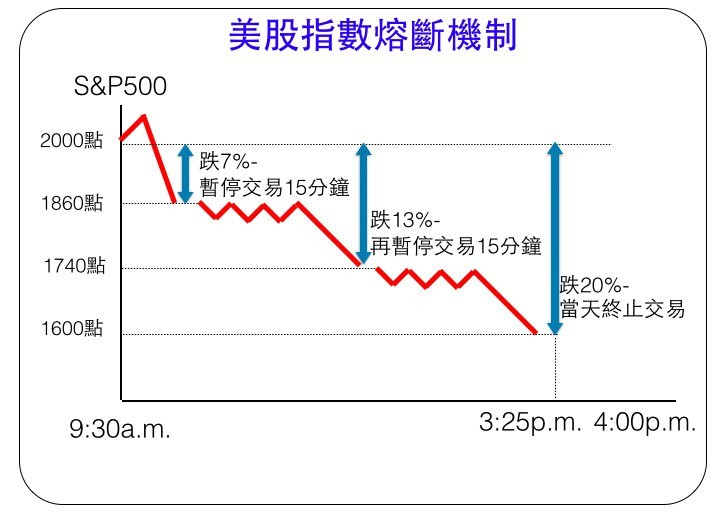 美股指數熔斷機制
S&P500
2000點
跌7%-
暫停交易15分鐘
1860點
跌13%-
再暫停交易15分鐘
1740點
跌20%-
當天終止交易
1600點
9:30a.m.
3:25p.m.
4:00p.m.